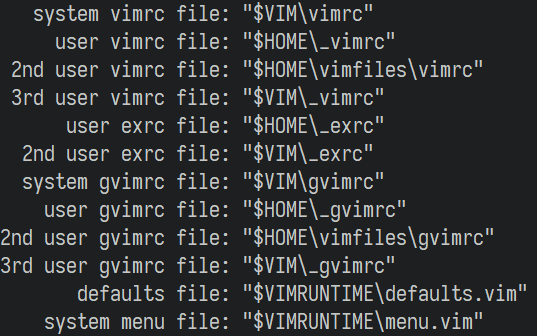 system vimrc file: "$VIM\vimrc"
user vimrc file: "$HOME\_vimrc"
2nd user vimrc file: "$HOME\vimfiles\vimrc"
3rd user vimrc file: "$VIM\_vimrc"
user exrc file: "$HOME\_exrc"
2nd user exrc file: "$VIM\_exrc"
system gvimrc file: "$VIM\gvimrc"
user gvimrc file: "$HOME\_gvimrc"
2nd user gvimrc file: "$HOME\vimfiles\gvimrc"
3rd user gvimrc file: "$VIM\_gvimrc"
defaults file: "$VIMRUNTIME\defaults.vim"
system menu file: "$VIMRUNTIME\menu.vim"